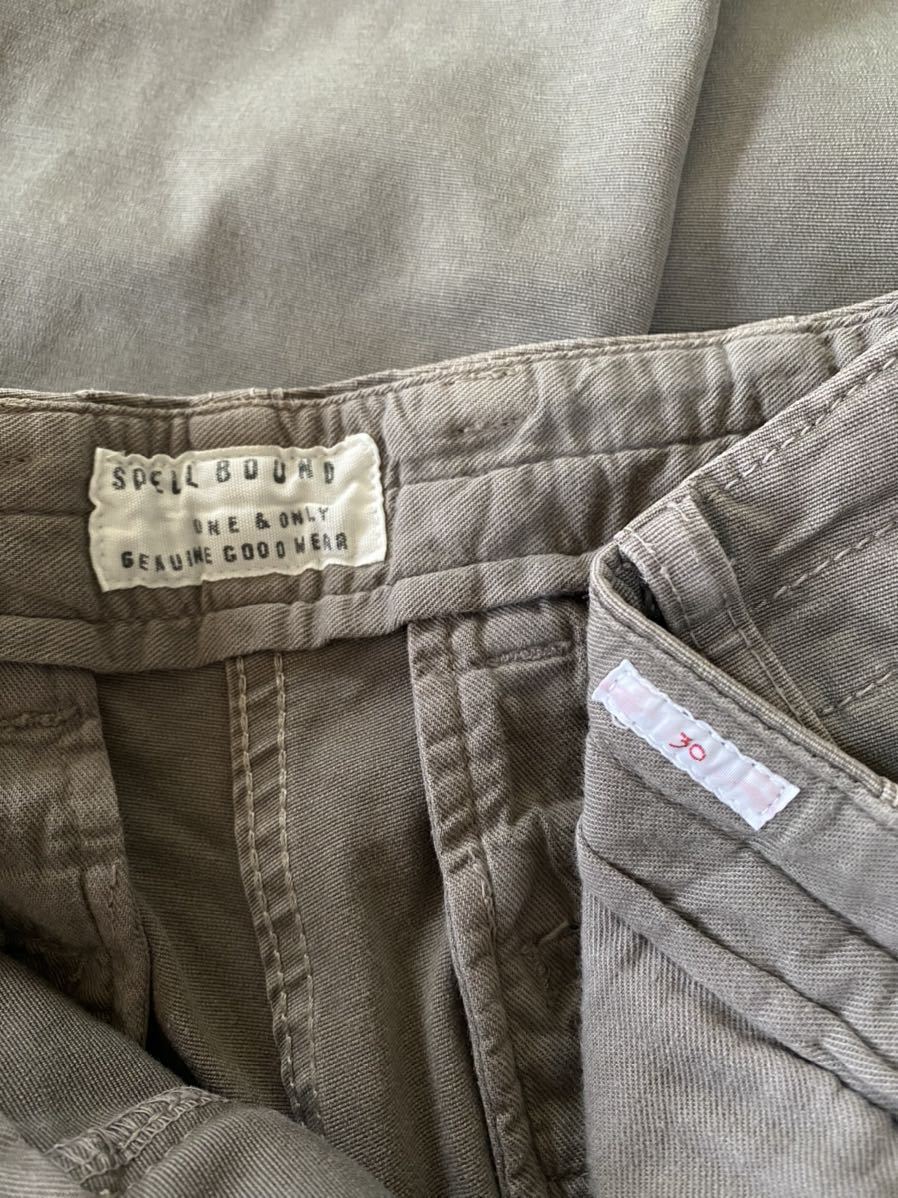 SPELL BOUND
ONE & ONLY
GENUINE GOOD WEAR
30